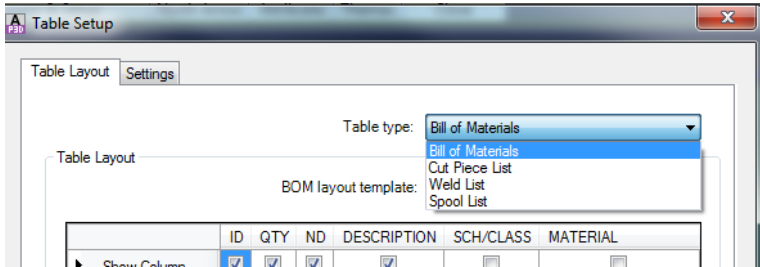 A
P3D
Table Setup
x
Table Layout
Settings
Table type:
Bill of Materials
Bill of Materials
Cut Piece List
Weld List
Spool List
Table Layout
BOM layout template:
ID QTY ND DESCRIPTION SCH/CLASS MATERIAL
Show Column